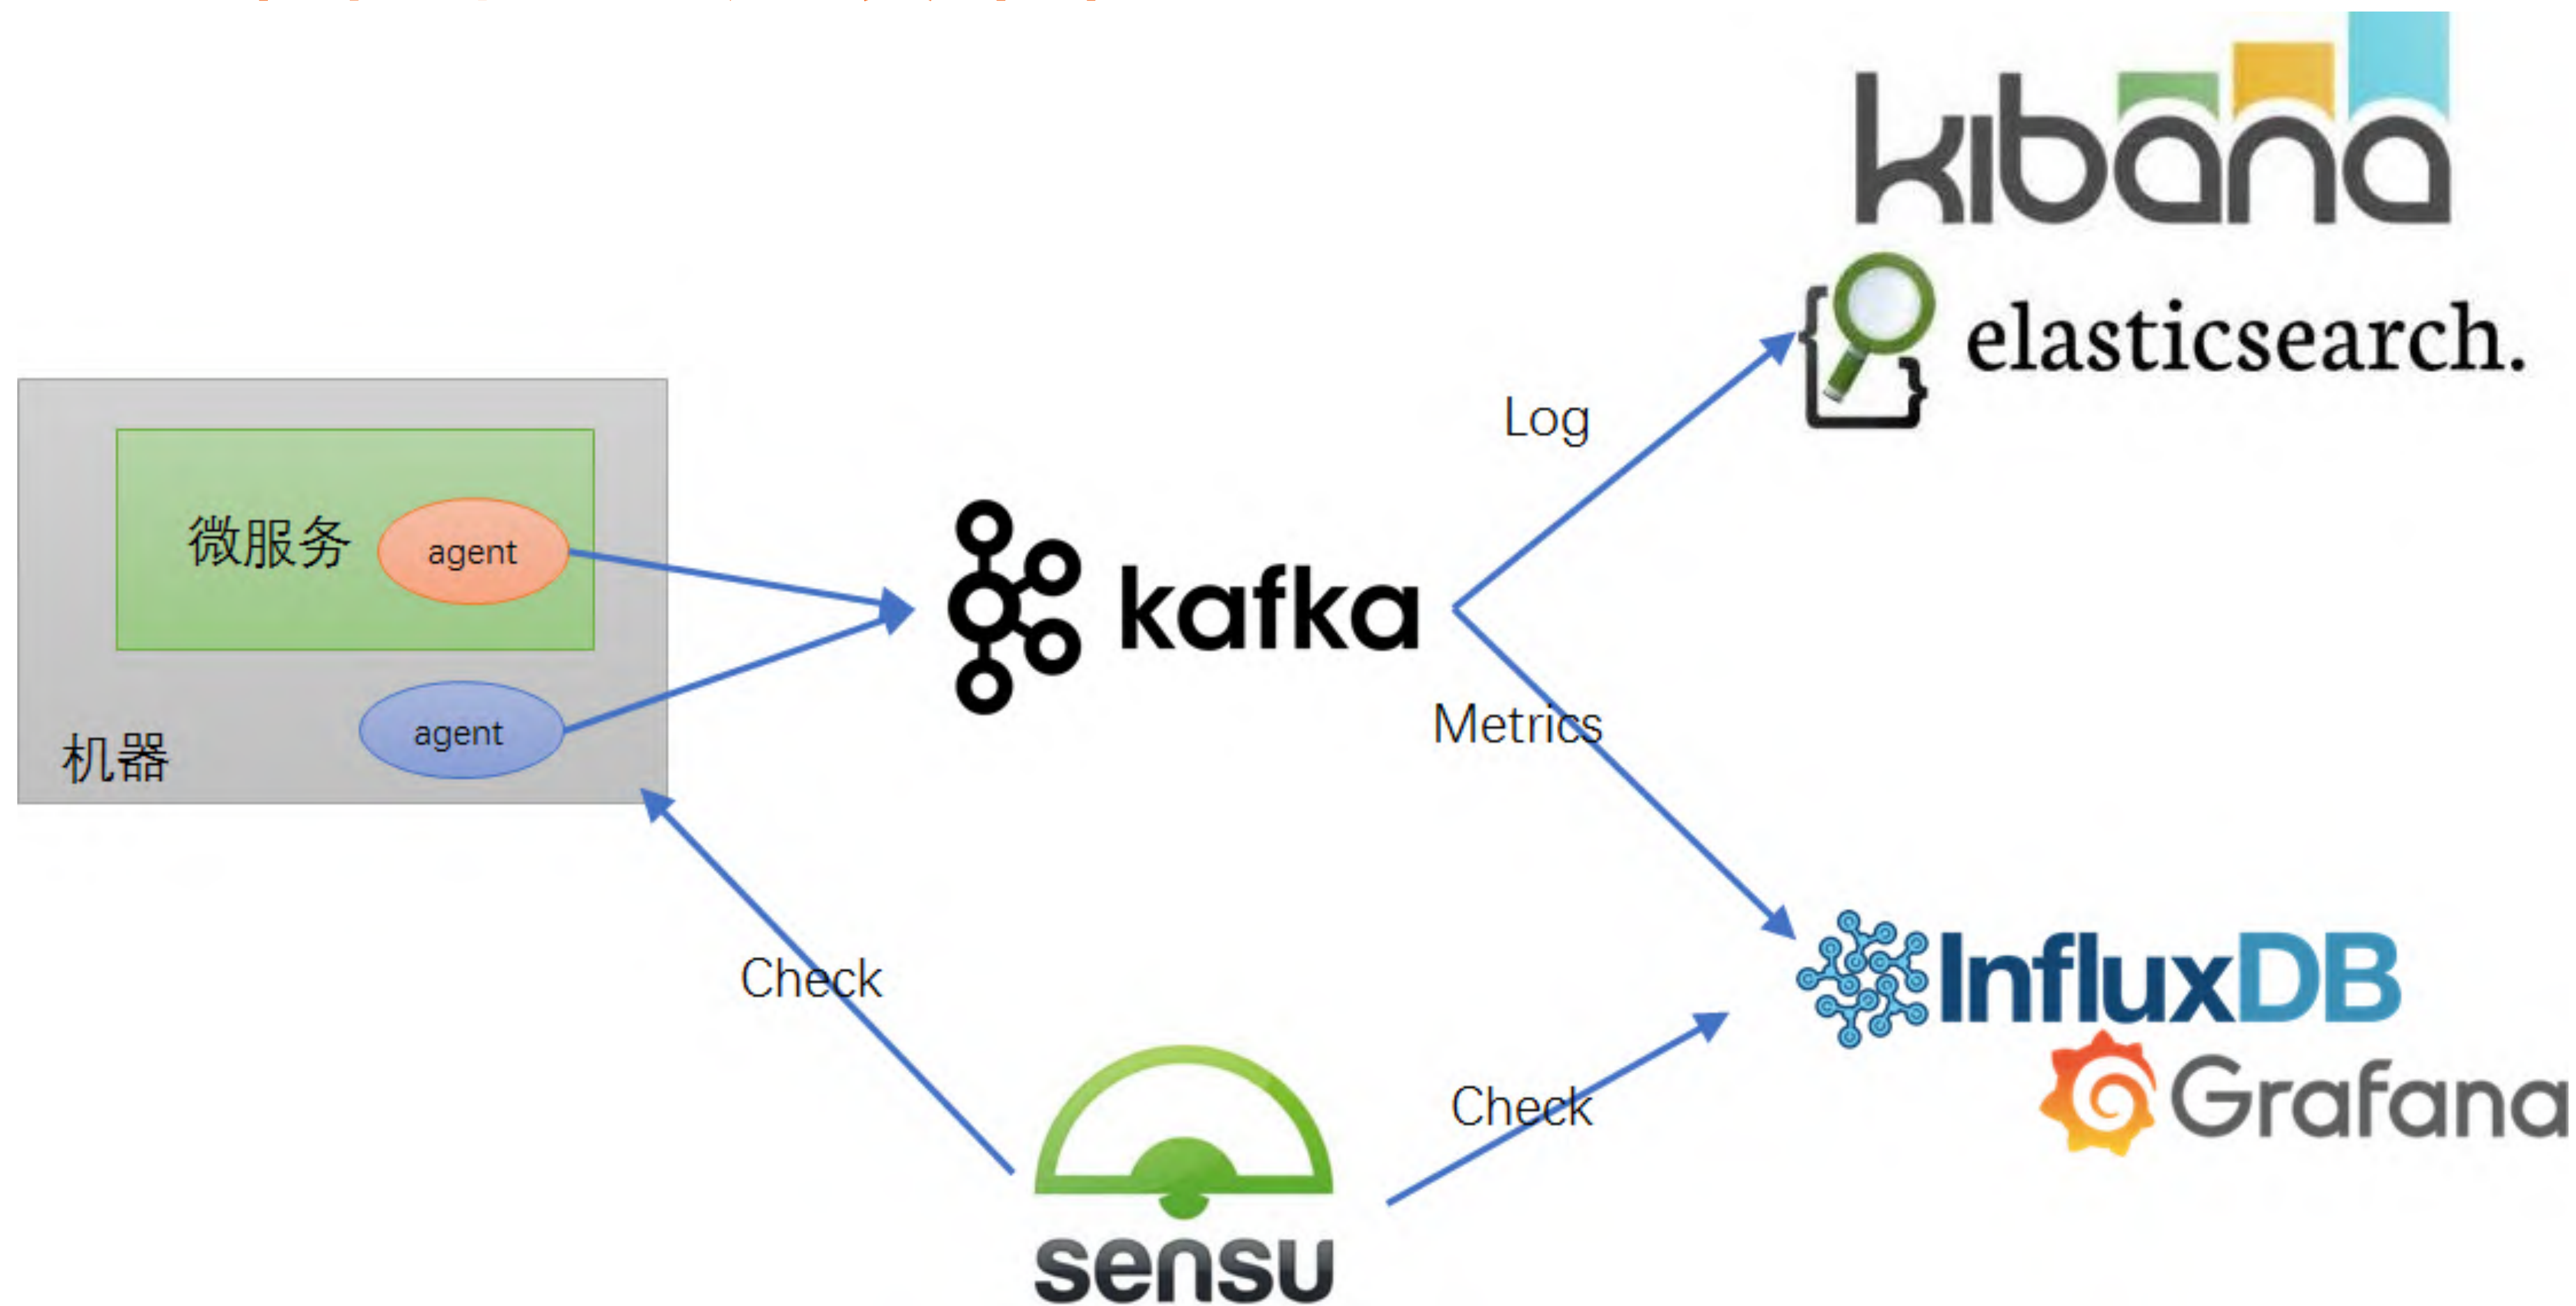 kibana
elasticsearch.
Log
微服务
agent
kafka
Metrics
agent
机器
Check
InfluxDB
Grafana
Check
sensu